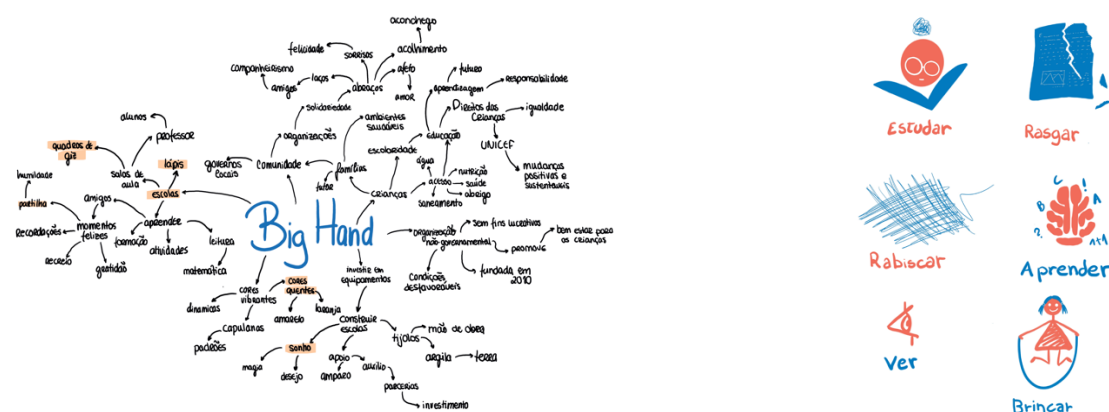 aconchego
felicidade
sorrisos
acolhimento
companheirismo
laços
afeto
futuro
amigos
abraços
aprendizagem
responsabilidade
amor
solidariedade
Direitos das
Crianças
igualdade
alunos
ambientes
saudáveis
professor
organizações
educação
UNICEF
quadros de
giz
escolaridade
lápis
governos
locais
comunidade
famílias
água
nutrição
mudanças
positivas e
sustentáveis
salas de
aula
humildade
tutor
acesso
saúde
abrigo
escolas
crianças
saneamento
partilha
amigos
aprender
Big Hand
sem fins lucrativos
bem estar para
as crianças
recordações
momentos
felizes
organização
não governamental
promove
formação
leitura
atividades
recreio
gratidão
matemática
investir em
equipamentos
condições
desfavoráveis
fundada em
2010
cores
vibrantes
cores
quentes
dinamicas
laranja
amarelo
construir
escolas
mão de obra
capulanas
tijolos
padrões
sonho
apoio
argila
terra
magia
desejo
amparo
auxílio
parcerias
investimento
Estudar
Rasgar
C
!
B
A
?
1+1
Rabiscar
Aprender
Ver
Brincar